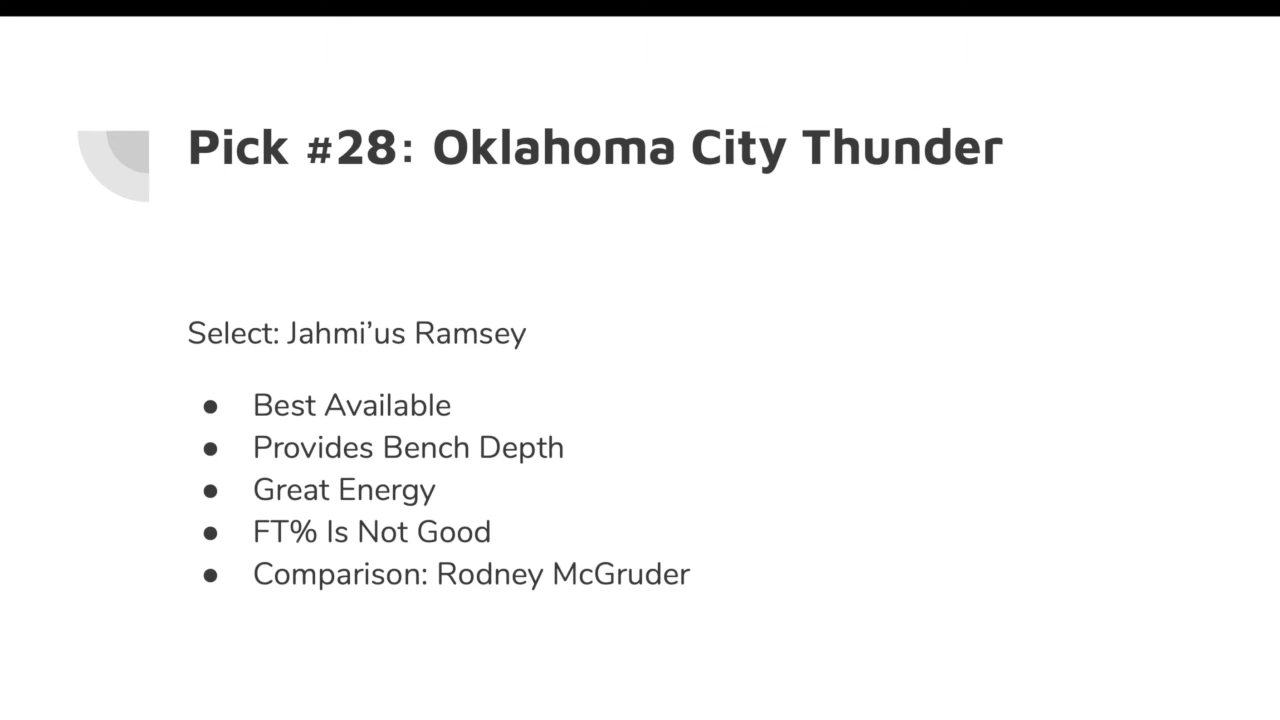 Pick #28: Oklahoma City Thunder
Select: Jahmi’us Ramsey
● Best Available
● Provides Bench Depth
● Great Energy
● FT% Is Not Good
● Comparison: Rodney McGruder